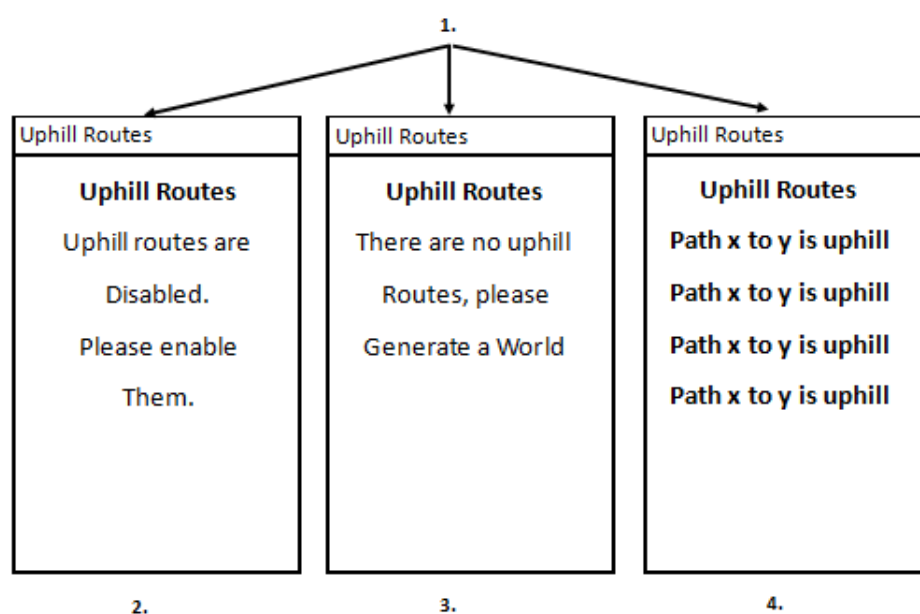 1.
Uphill Routes
Uphill Routes
Uphill routes are
Disabled.
Please enable
Them.
2.
Uphill Routes
Uphill Routes
There are no uphill
Routes, please
Generate a World
3.
Uphill Routes
Uphill Routes
Path x to y is uphill
Path x to y is uphill
Path x to y is uphill
Path x to y is uphill
4.